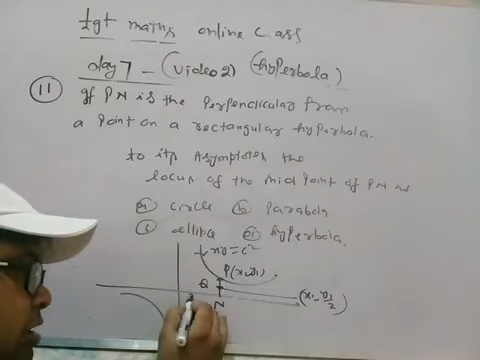 tgt maths online Class
day 7 - (video 2) (hyperbola)
(11) If PN is the Perpendicular from
a Point on a rectangular hyperbola.
to its Asymptotes the
locus of the mid Point of PN is
(a) circle (b) Parabola
(c) ellipse (d) hyperbola.
xy = c²
P(x₁y₁)
Q (x₁, y₁/2)
N